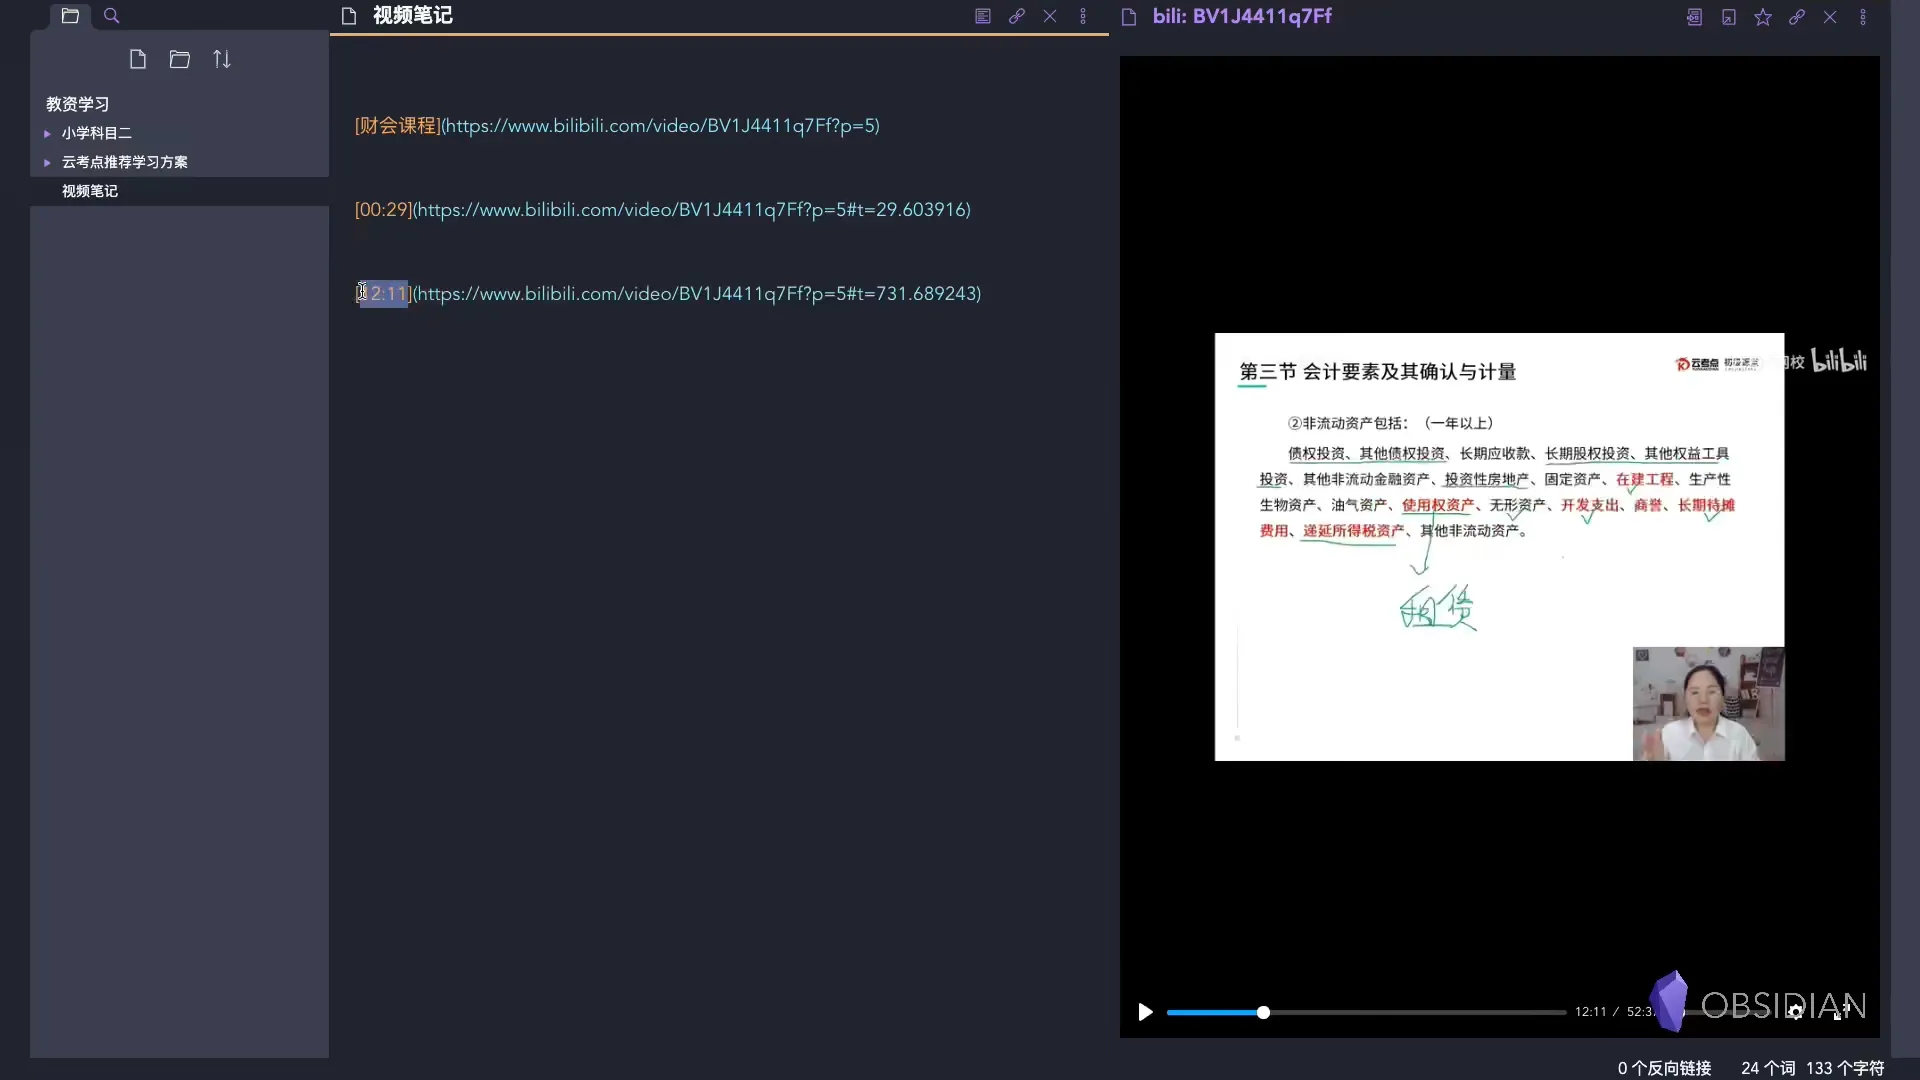 视频笔记
bili: BV1J4411q7Ff
教资学习
小学科目二
云考点推荐学习方案
视频笔记
[财会课程](https://www.bilibili.com/video/BV1J4411q7Ff?p=5)
[00:29](https://www.bilibili.com/video/BV1J4411q7Ff?p=5#t=29.603916)
[12:11](https://www.bilibili.com/video/BV1J4411q7Ff?p=5#t=731.689243)
第三节 会计要素及其确认与计量
云考点
网校 bilibili
②非流动资产包括：（一年以上）
债权投资、其他债权投资、长期应收款、长期股权投资、其他权益工具
投资、其他非流动金融资产、投资性房地产、固定资产、在建工程、生产性
生物资产、油气资产、使用权资产、无形资产、开发支出、商誉、长期待摊
费用、递延所得税资产、其他非流动资产。
租赁
12:11 / 52:3
OBSIDIAN
0 个反向链接 24 个词 133 个字符